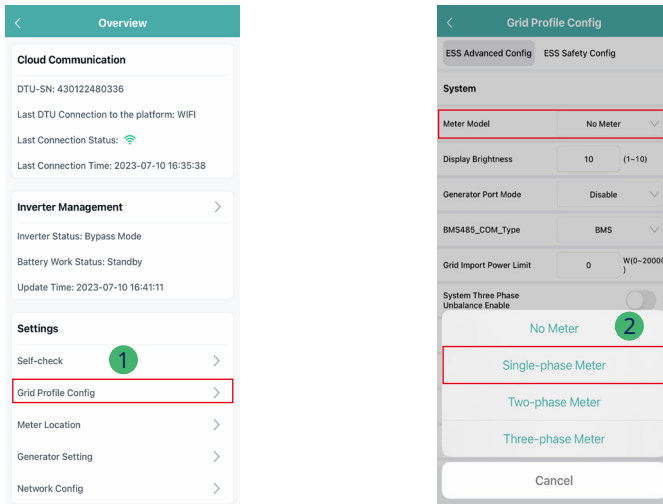 Overview
Cloud Communication
DTU-SN: 430122480336
Last DTU Connection to the platform: WIFI
Last Connection Status:
Last Connection Time: 2023-07-10 16:35:38
Inverter Management
Inverter Status: Bypass Mode
Battery Work Status: Standby
Update Time: 2023-07-10 16:41:11
Settings
Self-check
1
Grid Profile Config
Meter Location
Generator Setting
Network Config
Grid Profile Config
ESS Advanced Config ESS Safety Config
System
Meter Model No Meter
Display Brightness 10 (1~10)
Generator Port Mode Disable
BMS485_COM_Type BMS
Grid Import Power Limit 0 W(0~20000
)
System Three Phase
Unbalance Enable
No Meter 2
Single-phase Meter
Two-phase Meter
Three-phase Meter
Cancel